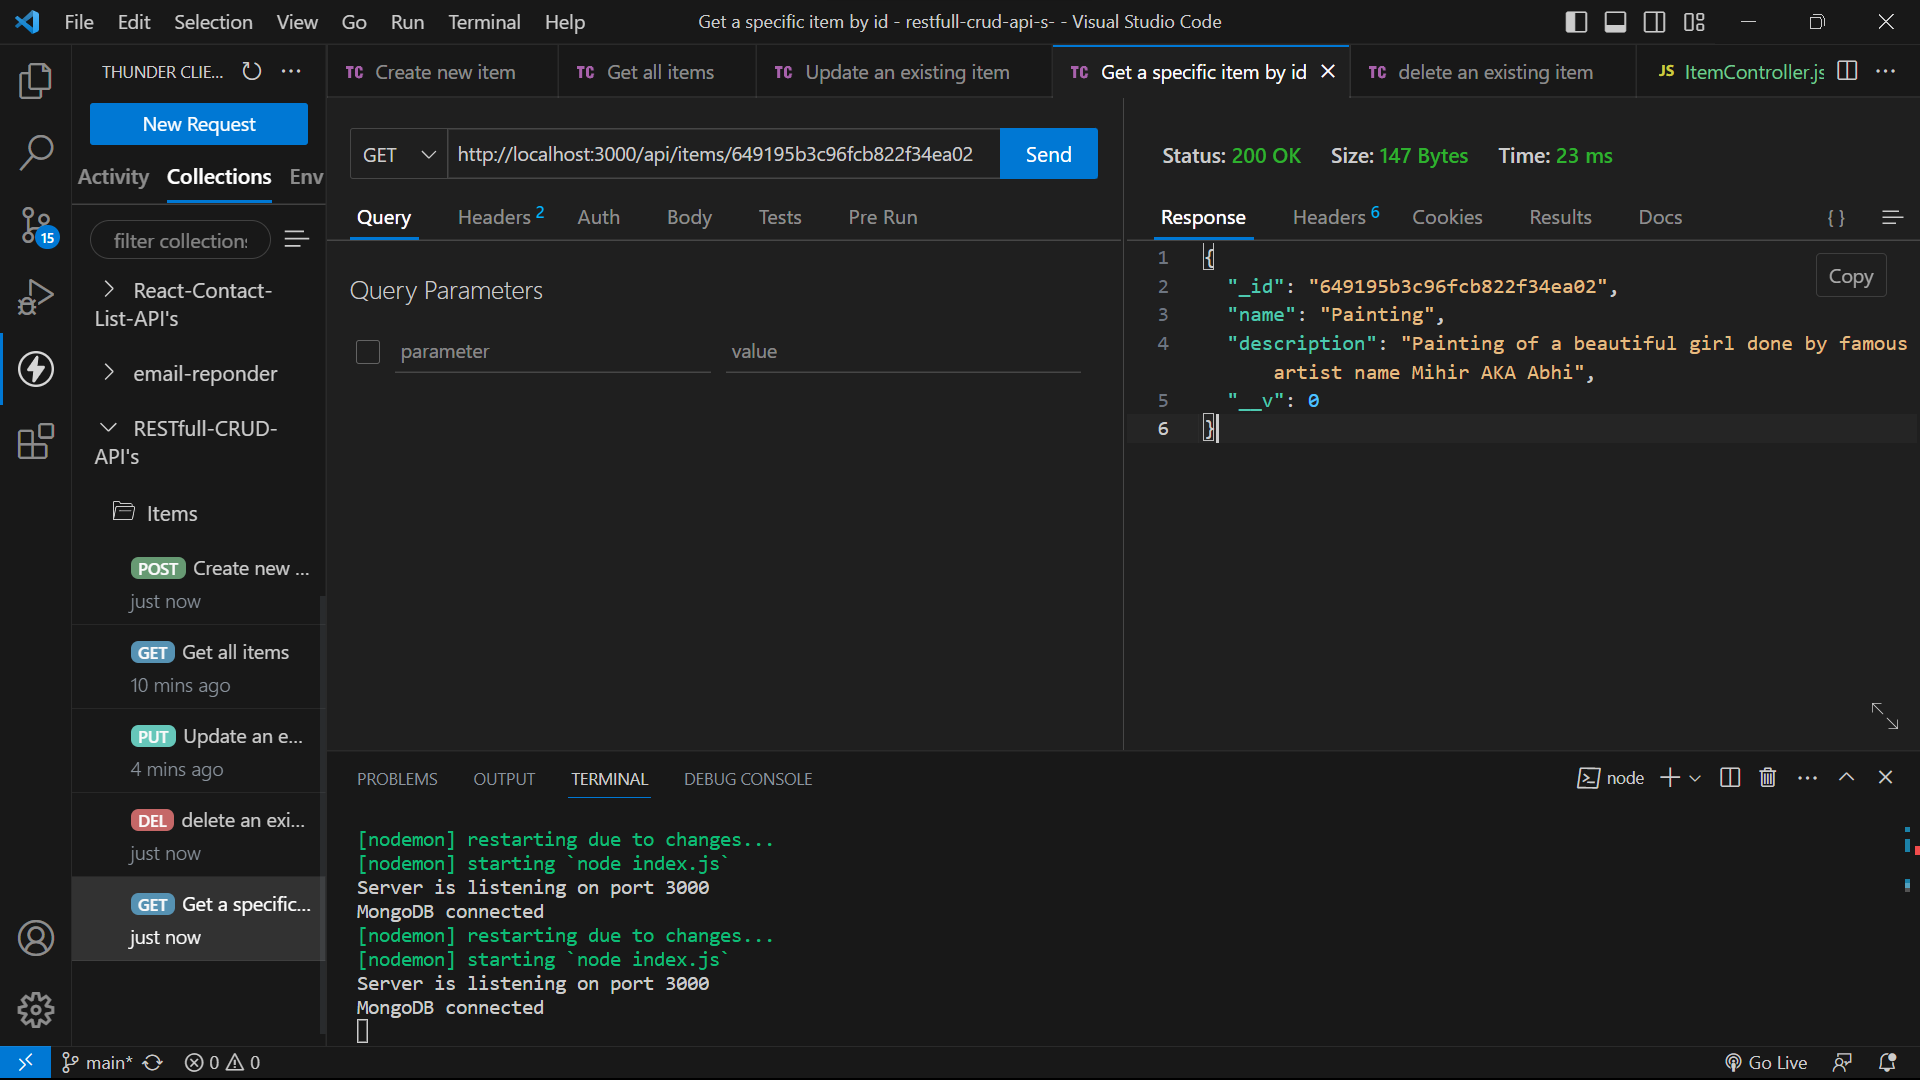 File Edit Selection View Go Run Terminal Help
Get a specific item by id - restfull-crud-api-s- - Visual Studio Code
THUNDER CLIE...
New Request
Activity Collections Env
filter collections
React-Contact-
List-API's
email-reponder
RESTfull-CRUD-
API's
Items
POST Create new ...
just now
GET Get all items
10 mins ago
PUT Update an e...
4 mins ago
DEL delete an exi...
just now
GET Get a specific...
just now
15
TC Create new item
TC Get all items
TC Update an existing item
TC Get a specific item by id
TC delete an existing item
JS ItemController.js
GET http://localhost:3000/api/items/649195b3c96fcb822f34ea02 Send
Query Headers 2 Auth Body Tests Pre Run
Query Parameters
parameter value
Status: 200 OK Size: 147 Bytes Time: 23 ms
Response Headers 6 Cookies Results Docs { }
Copy
1 {
2 "_id": "649195b3c96fcb822f34ea02",
3 "name": "Painting",
4 "description": "Painting of a beautiful girl done by famous
artist name Mihir AKA Abhi",
5 "__v": 0
6 }
PROBLEMS OUTPUT TERMINAL DEBUG CONSOLE
node
[nodemon] restarting due to changes...
[nodemon] starting `node index.js`
Server is listening on port 3000
MongoDB connected
[nodemon] restarting due to changes...
[nodemon] starting `node index.js`
Server is listening on port 3000
MongoDB connected
main* 0 0
Go Live